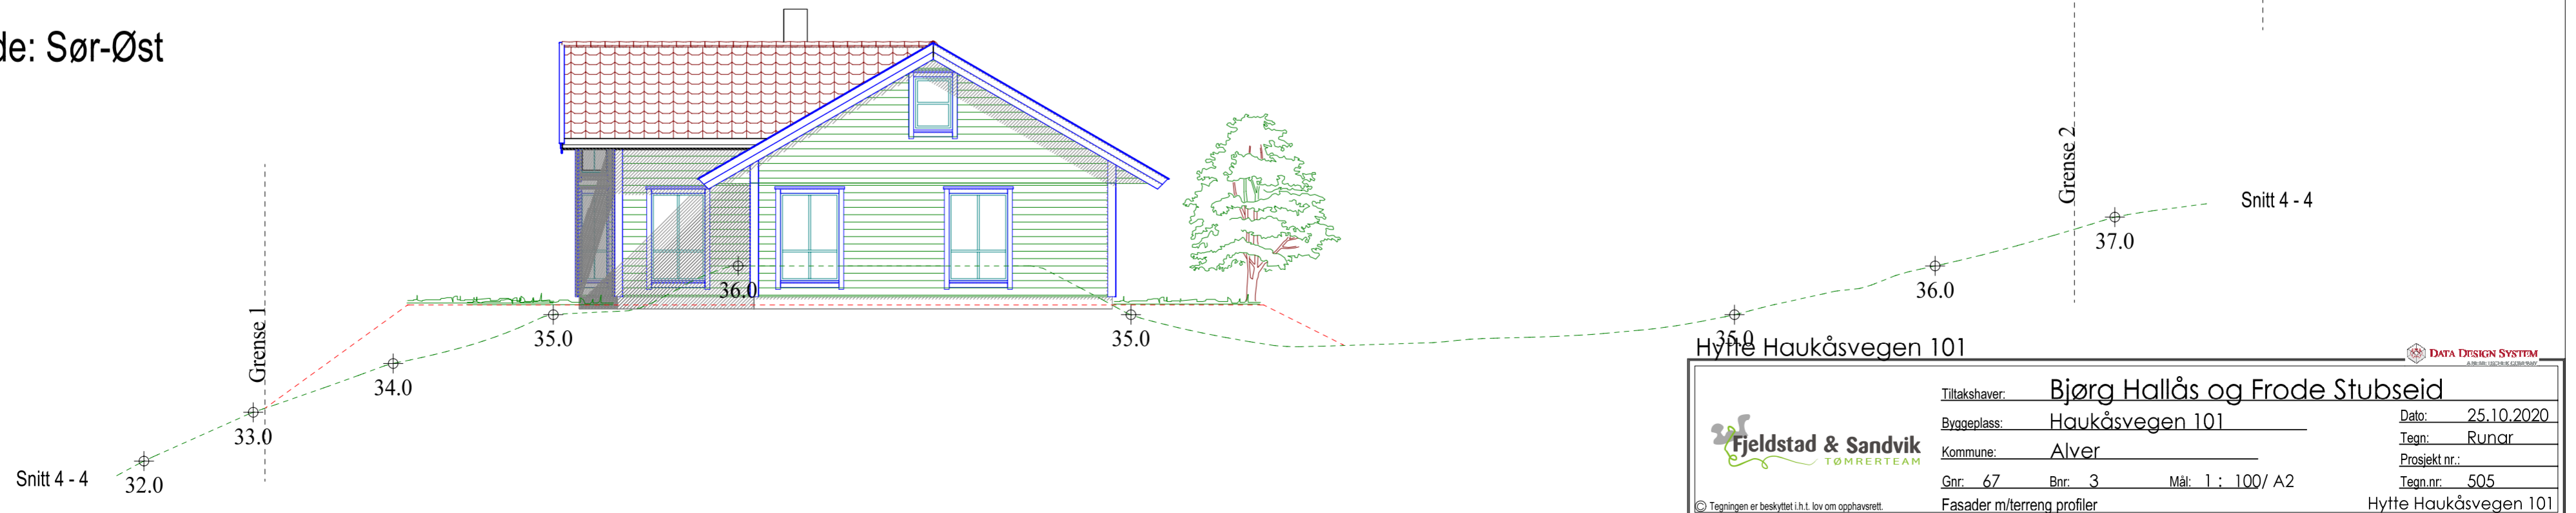 de: Sør-Øst
Grense 1
Grense 2
Snitt 4 - 4
Snitt 4 - 4
32.0
33.0
34.0
35.0
36.0
35.0
35.0
36.0
37.0
Hytte Haukåsvegen 101
DATA DESIGN SYSTEM
Fjeldstad & Sandvik
TØMRERTEAM
Tiltakshaver: Bjørg Hallås og Frode Stubseid
Byggeplass: Haukåsvegen 101
Dato: 25.10.2020
Kommune: Alver
Tegn: Runar
Prosjekt nr.:
Gnr: 67 Bnr: 3 Mål: 1 : 100/ A2
Tegn.nr: 505
© Tegningen er beskyttet i.h.t. lov om opphavsrett.
Fasader m/terreng profiler
Hytte Haukåsvegen 101